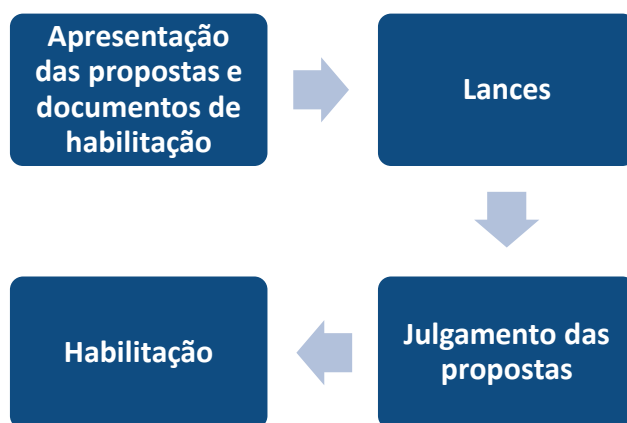 Apresentação
das propostas e
documentos de
habilitação
Lances
Julgamento das
propostas
Habilitação